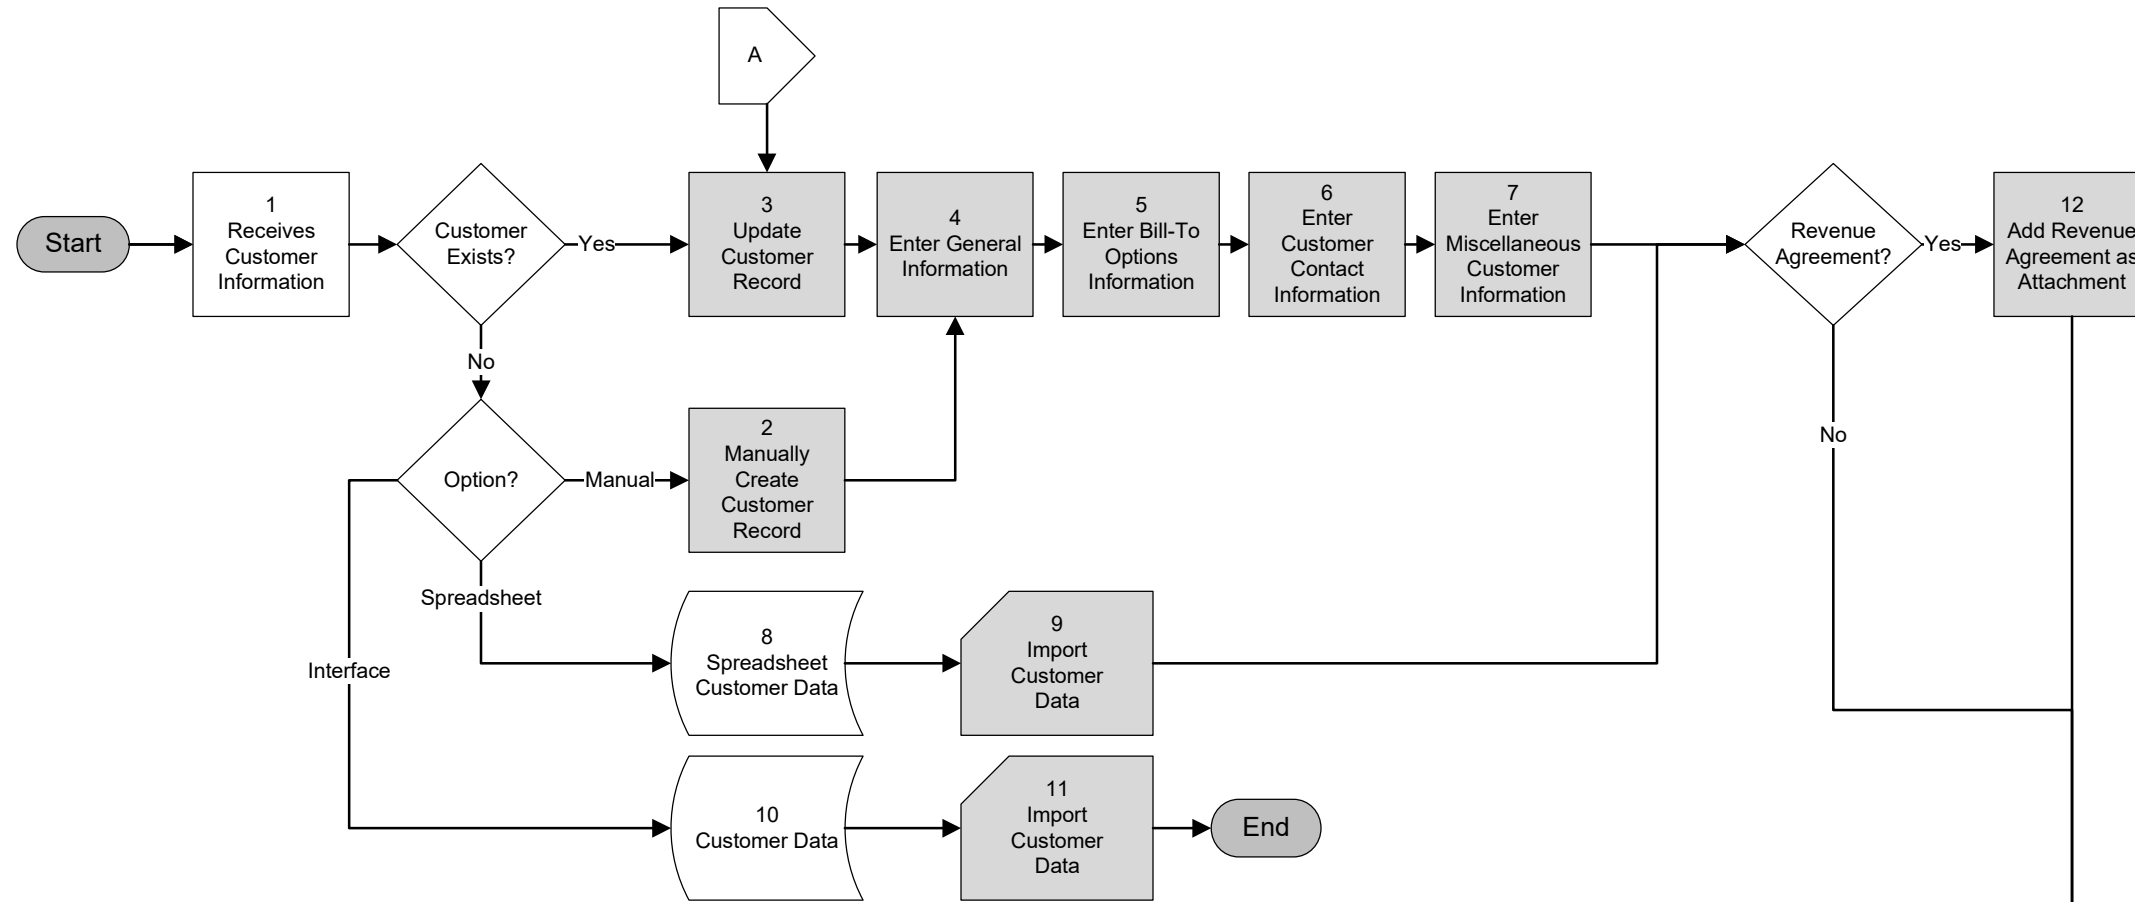 A
Start
1
Receives
Customer
Information
Customer
Exists?
Yes
3
Update
Customer
Record
4
Enter General
Information
5
Enter Bill-To
Options
Information
6
Enter
Customer
Contact
Information
7
Enter
Miscellaneous
Customer
Information
Revenue
Agreement?
Yes
12
Add Revenue
Agreement as
Attachment
No
No
Option?
Manual
2
Manually
Create
Customer
Record
Spreadsheet
Interface
8
Spreadsheet
Customer Data
9
Import
Customer
Data
10
Customer Data
11
Import
Customer
Data
End